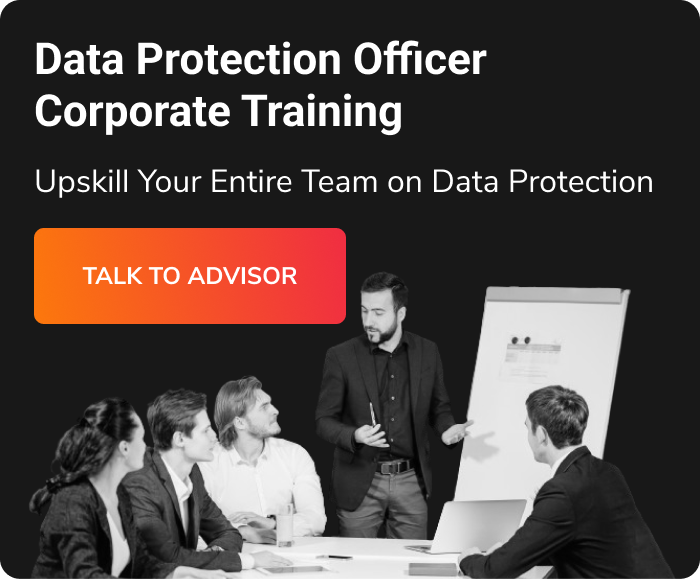 Data Protection Officer
Corporate Training
Upskill Your Entire Team on Data Protection
TALK TO ADVISOR